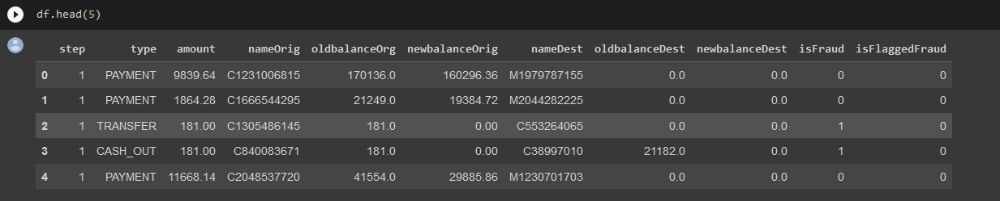 df.head(5)
step type amount nameOrig oldbalanceOrg newbalanceOrig nameDest oldbalanceDest newbalanceDest isFraud isFlaggedFraud
0 1 PAYMENT 9839.64 C1231006815 170136.0 160296.36 M1979787155 0.0 0.0 0 0
1 1 PAYMENT 1864.28 C1666544295 21249.0 19384.72 M2044282225 0.0 0.0 0 0
2 1 TRANSFER 181.00 C1305486145 181.0 0.00 C553264065 0.0 0.0 1 0
3 1 CASH_OUT 181.00 C840083671 181.0 0.00 C38997010 21182.0 0.0 1 0
4 1 PAYMENT 11668.14 C2048537720 41554.0 29885.86 M1230701703 0.0 0.0 0 0